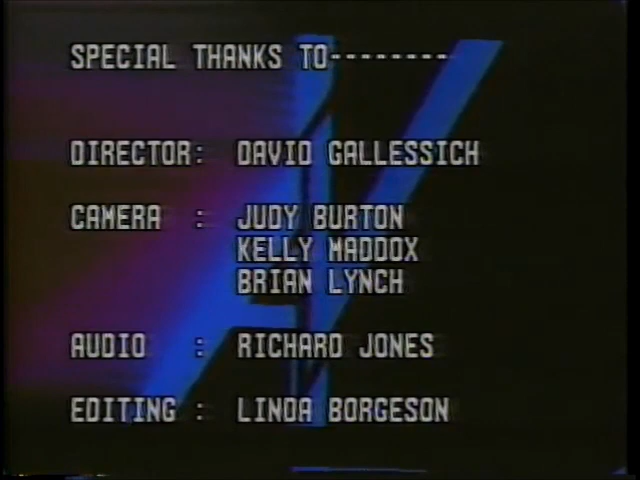 SPECIAL THANKS TO--------
DIRECTOR: DAVID GALLESSICH
CAMERA : JUDY BURTON
KELLY MADDOX
BRIAN LYNCH
AUDIO : RICHARD JONES
EDITING : LINDA BORGESON